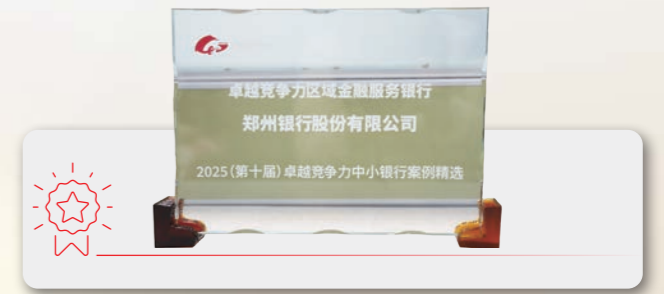 卓越竞争力区域金融服务银行
郑州银行股份有限公司
2025(第十届)卓越竞争力中小银行案例精选